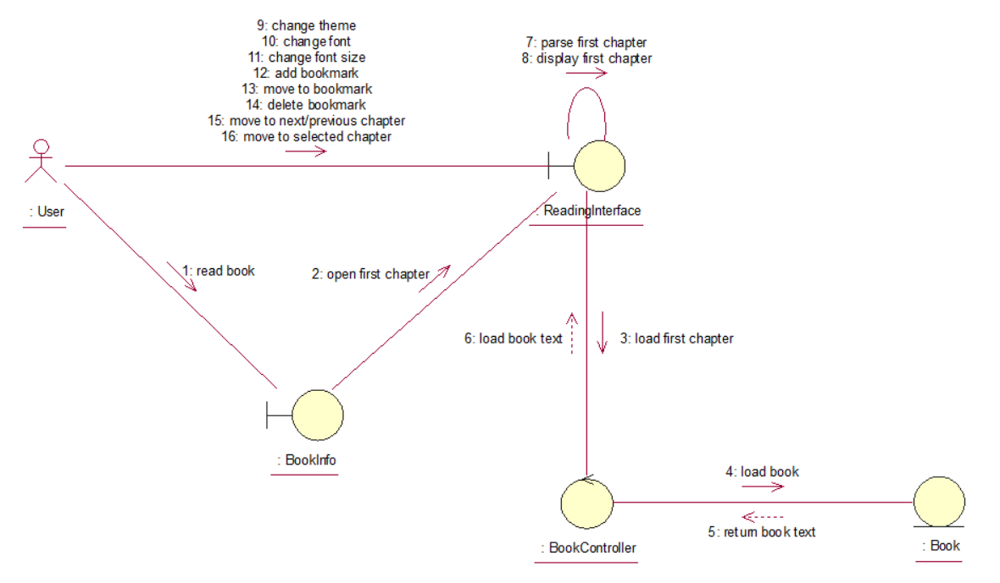 9: change theme
10: change font
11: change font size
12: add bookmark
13: move to bookmark
14: delete bookmark
15: move to next/previous chapter
16: move to selected chapter
7: parse first chapter
8: display first chapter
: User
: ReadingInterface
1: read book
2: open first chapter
6: load book text
3: load first chapter
: BookInfo
4: load book
5: return book text
: BookController
: Book